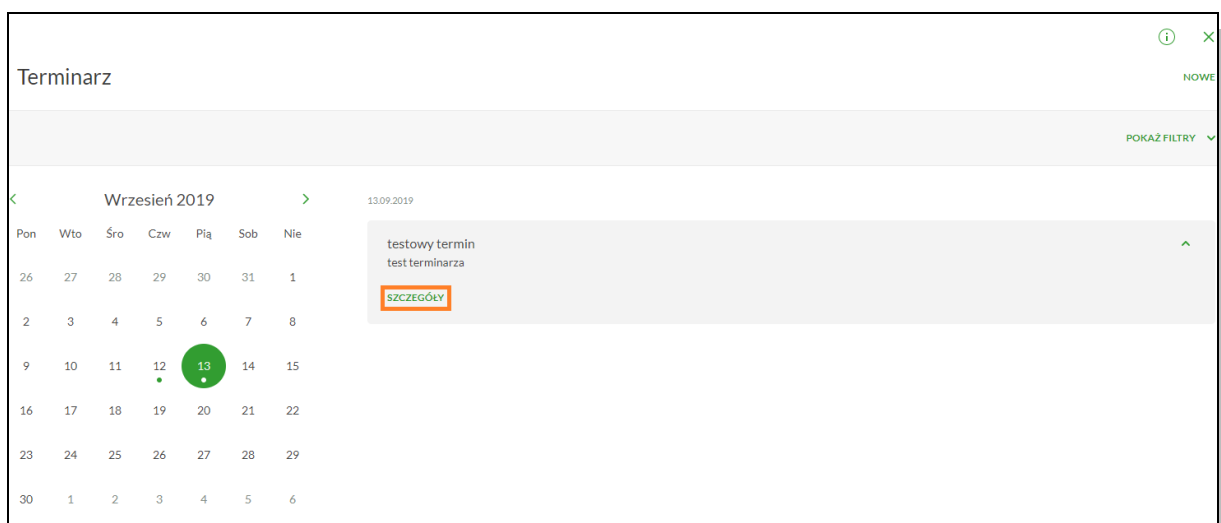 Terminarz
NOWE
POKAŻ FILTRY
Wrzesień 2019
Pon Wto Śro Czw Pią Sob Nie
26 27 28 29 30 31 1
2 3 4 5 6 7 8
9 10 11 12 13 14 15
16 17 18 19 20 21 22
23 24 25 26 27 28 29
30 1 2 3 4 5 6
13.09.2019
testowy termin
test terminarza
SZCZEGÓŁY